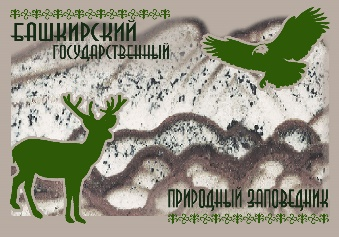 БАШКИРСКИЙ
ГОСУДАРСТВЕННЫЙ
ПРИРОДНЫЙ ЗАПОВЕДНИК